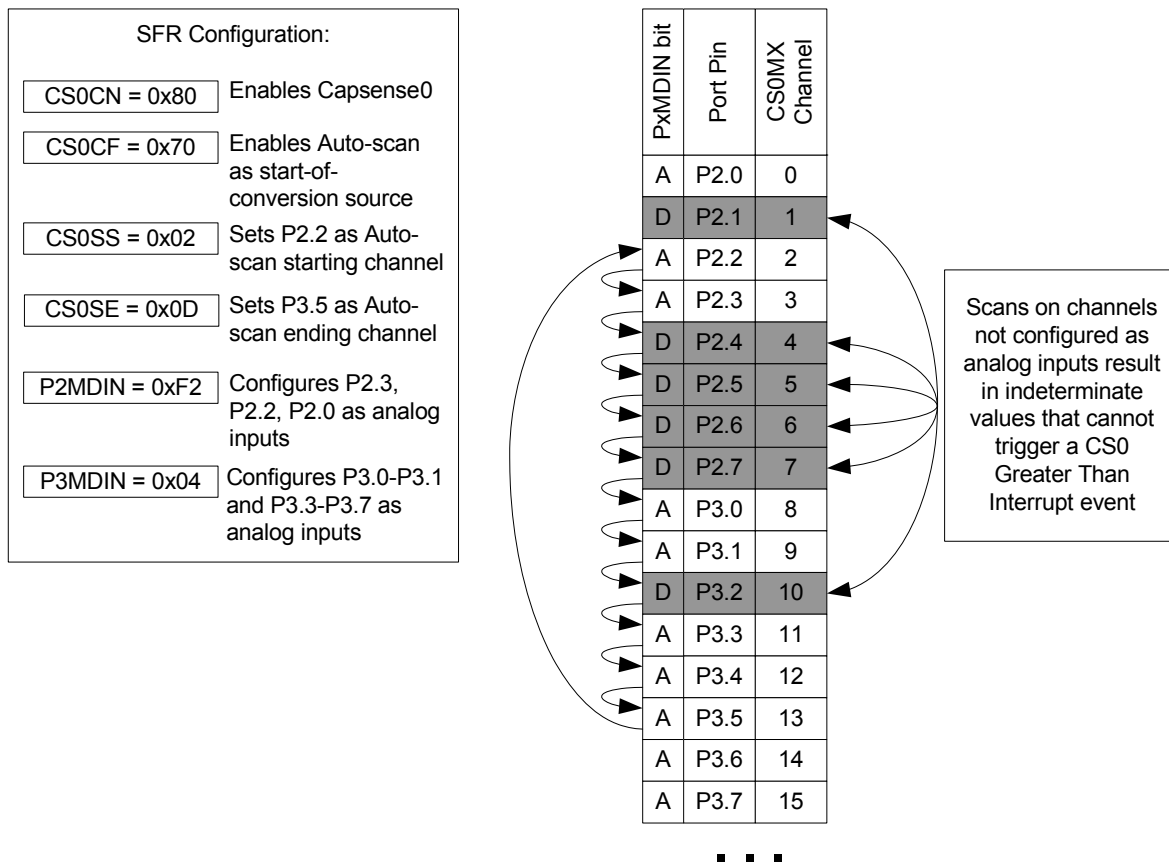 SFR Configuration:
CS0CN = 0x80
Enables Capsense0
CS0CF = 0x70
Enables Auto-scan
as start-of-
conversion source
CS0SS = 0x02
Sets P2.2 as Auto-
scan starting channel
CS0SE = 0x0D
Sets P3.5 as Auto-
scan ending channel
P2MDIN = 0xF2
Configures P2.3,
P2.2, P2.0 as analog
inputs
P3MDIN = 0x04
Configures P3.0-P3.1
and P3.3-P3.7 as
analog inputs
PxMDIN bit
Port Pin
CS0MX
Channel
A P2.0 0
D P2.1 1
A P2.2 2
A P2.3 3
D P2.4 4
D P2.5 5
D P2.6 6
D P2.7 7
A P3.0 8
A P3.1 9
D P3.2 10
A P3.3 11
A P3.4 12
A P3.5 13
A P3.6 14
A P3.7 15
Scans on channels
not configured as
analog inputs result
in indeterminate
values that cannot
trigger a CS0
Greater Than
Interrupt event